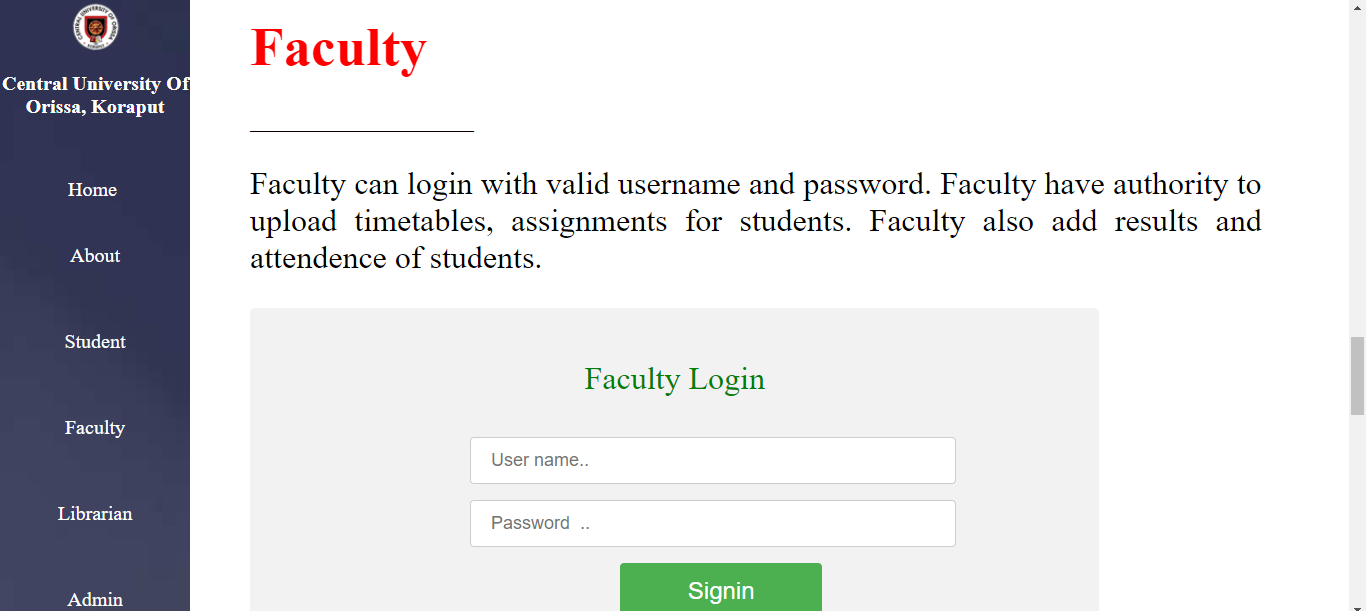 Central University Of
Orissa, Koraput
Home
About
Student
Faculty
Librarian
Admin
Faculty
Faculty can login with valid username and password. Faculty have authority to
upload timetables, assignments for students. Faculty also add results and
attendence of students.
Faculty Login
User name..
Password ..
Signin